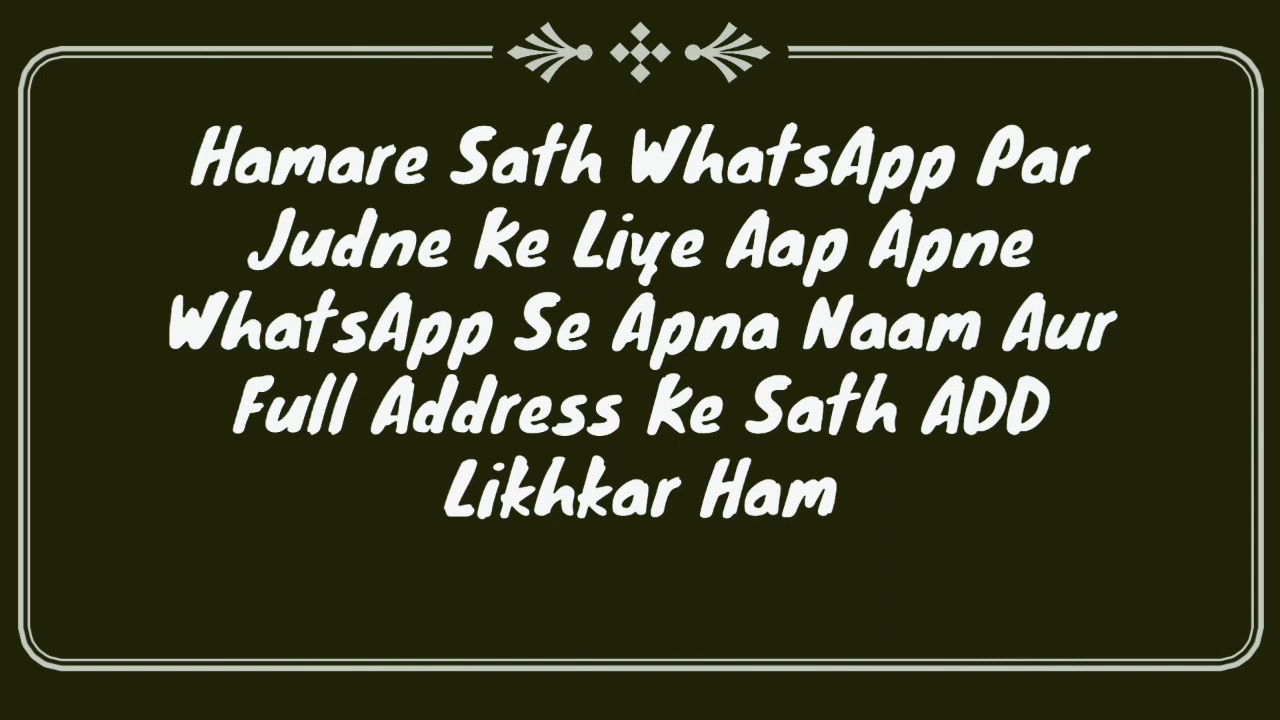 Hamare Sath WhatsApp Par
Judne Ke Liye Aap Apne
WhatsApp Se Apna Naam Aur
Full Address Ke Sath ADD
Likhkar Ham